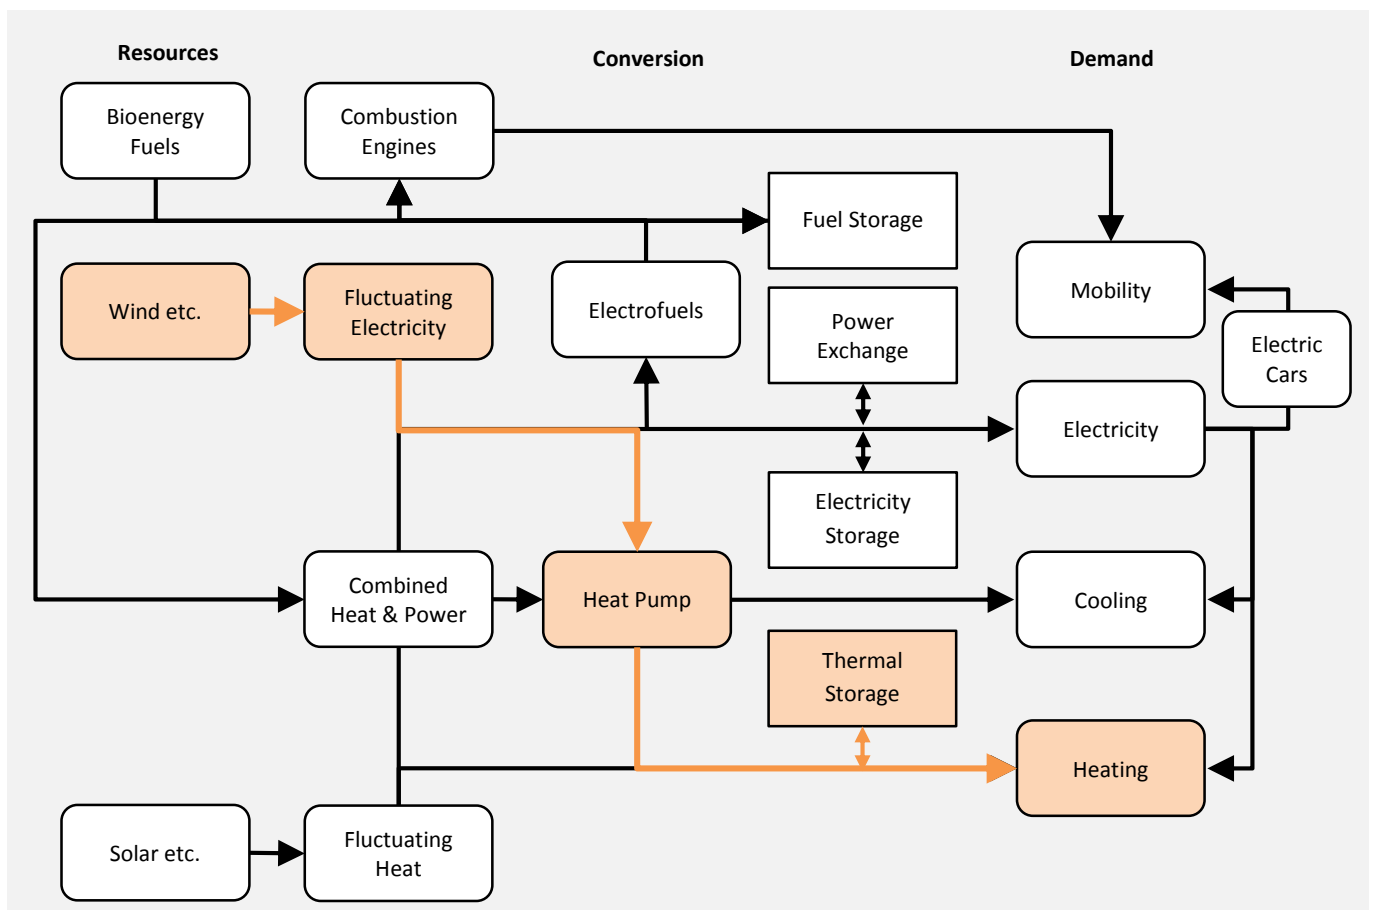 Resources
Conversion
Demand
Bioenergy
Fuels
Combustion
Engines
Fuel Storage
Wind etc.
Fluctuating
Electricity
Electrofuels
Power
Exchange
Mobility
Electric
Cars
Electricity
Electricity
Storage
Combined
Heat & Power
Heat Pump
Cooling
Thermal
Storage
Heating
Solar etc.
Fluctuating
Heat